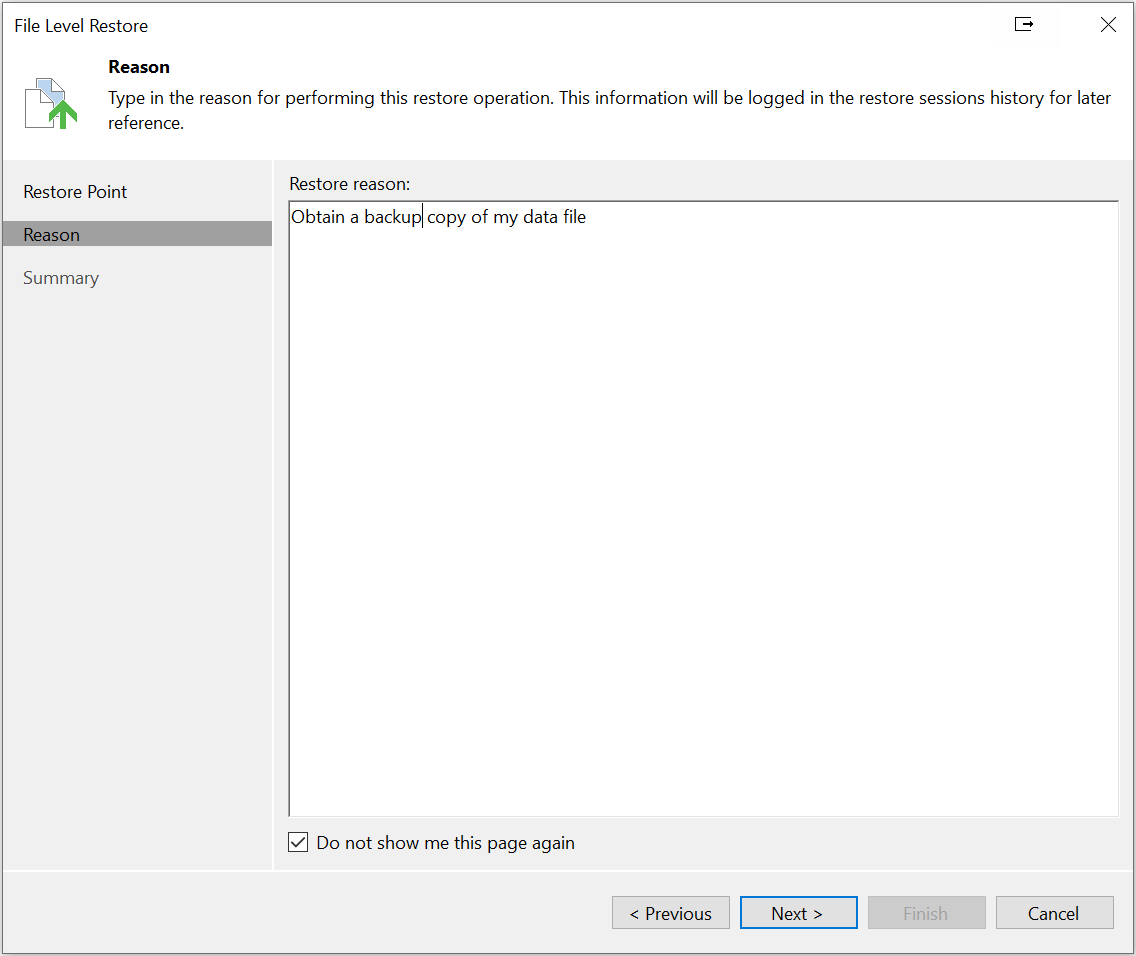 File Level Restore
Reason
Type in the reason for performing this restore operation. This information will be logged in the restore sessions history for later
reference.
Restore Point
Reason
Summary
Restore reason:
Obtain a backup copy of my data file
Do not show me this page again
< Previous
Next >
Finish
Cancel